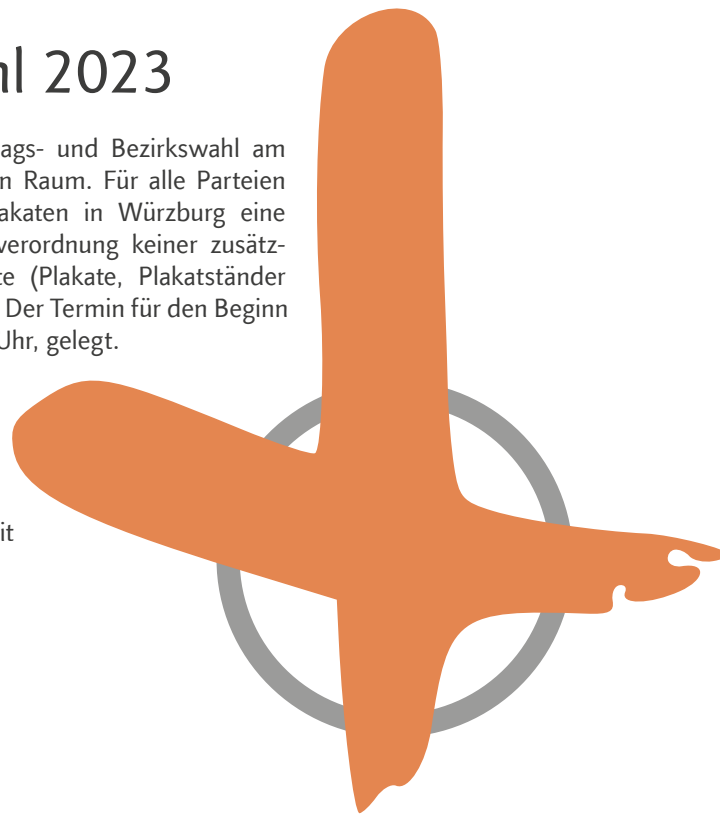 hl 2023
ags- und Bezirkswahl am
n Raum. Für alle Parteien
akaten in Würzburg eine
verordnung keiner zusätz-
te (Plakate, Plakatständer
Der Termin für den Beginn
Uhr, gelegt.
it